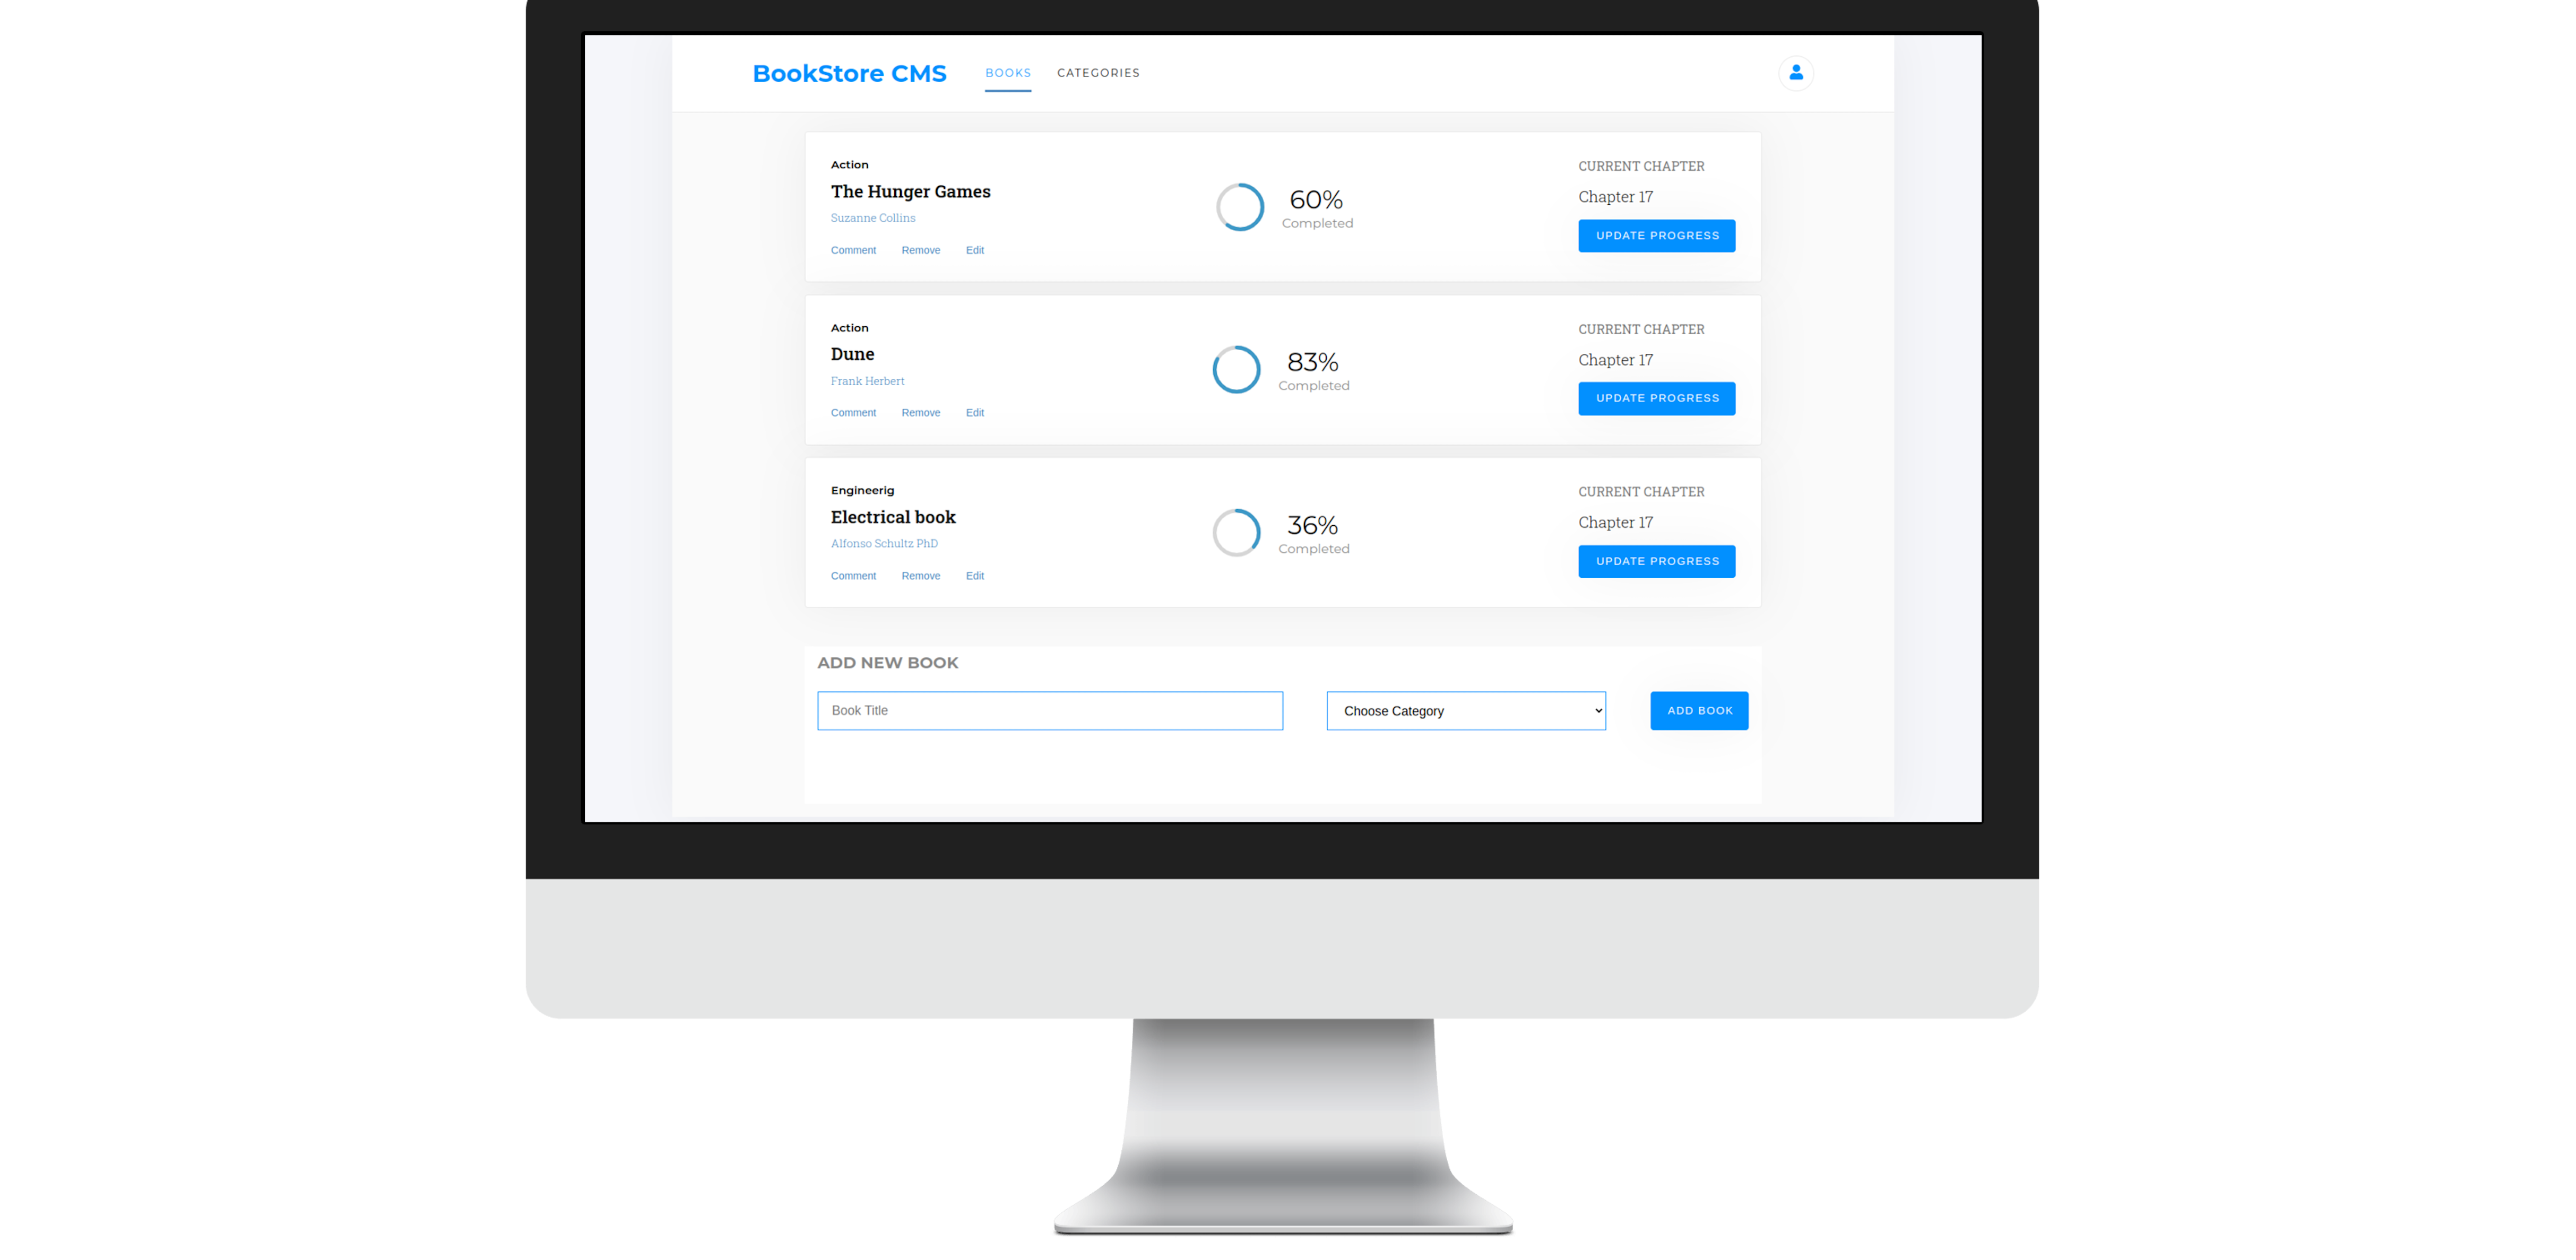 BookStore CMS
BOOKS
CATEGORIES
Action
The Hunger Games
Suzanne Collins
Comment Remove Edit
60%
Completed
CURRENT CHAPTER
Chapter 17
UPDATE PROGRESS
Action
Dune
Frank Herbert
Comment Remove Edit
83%
Completed
CURRENT CHAPTER
Chapter 17
UPDATE PROGRESS
Engineerig
Electrical book
Alfonso Schultz PhD
Comment Remove Edit
36%
Completed
CURRENT CHAPTER
Chapter 17
UPDATE PROGRESS
ADD NEW BOOK
Book Title
Choose Category
ADD BOOK